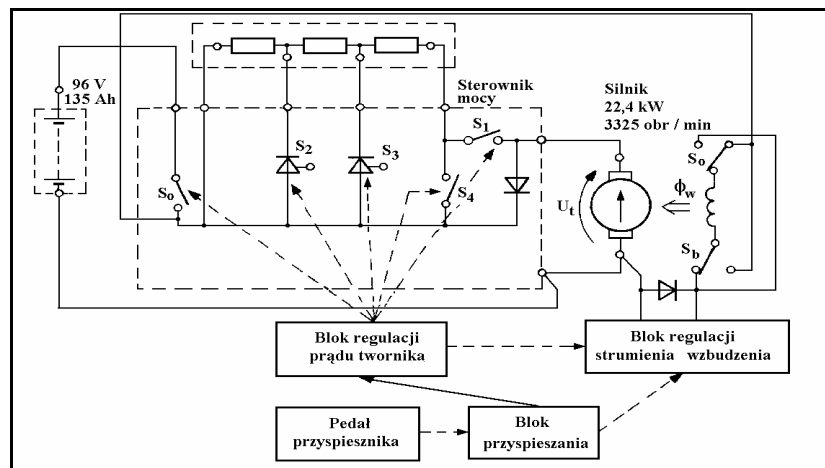 96 V
135 Ah
Sterownik
mocy
Silnik
22,4 kW
3325 obr / min
S₀
S₂
S₃
S₁
S₄
Uₜ
ϕw
S₀
S_b
Blok regulacji
prądu twornika
Blok regulacji
strumienia wzbudzenia
Pedał
przyspiesznika
Blok
przyspieszania